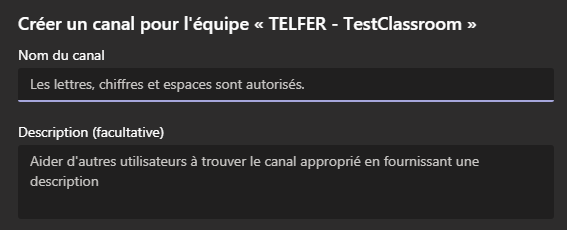 Créer un canal pour l'équipe « TELFER - TestClassroom »
Nom du canal
Les lettres, chiffres et espaces sont autorisés.
Description (facultative)
Aider d'autres utilisateurs à trouver le canal approprié en fournissant une
description